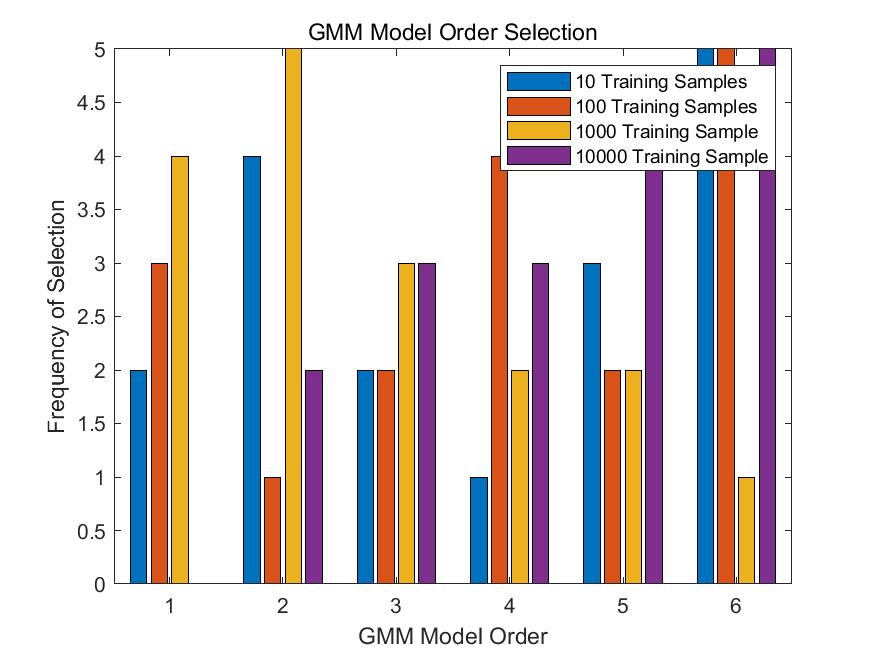 GMM Model Order Selection
5
4.5
4
3.5
3
2.5
2
1.5
1
0.5
0
Frequency of Selection
10 Training Samples
100 Training Samples
1000 Training Sample
10000 Training Sample
1 2 3 4 5 6
GMM Model Order